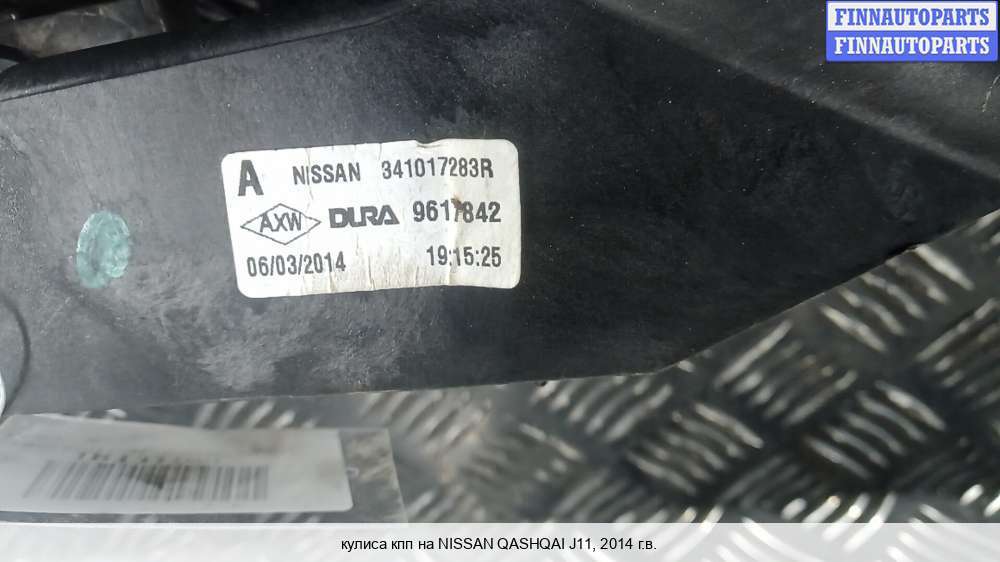 FINNAUTOPARTS
FINNAUTOPARTS
A NISSAN 341017283R
AXW DURA 9617842
06/03/2014 19:15:25
кулиса кпп на NISSAN QASHQAI J11, 2014 г.в.